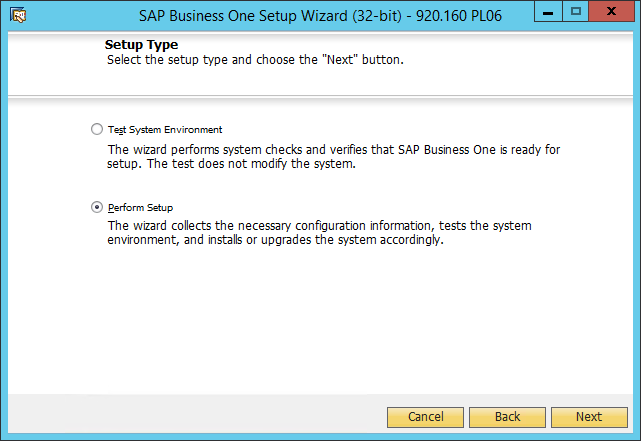 SAP Business One Setup Wizard (32-bit) - 920.160 PL06
Setup Type
Select the setup type and choose the "Next" button.
Test System Environment
The wizard performs system checks and verifies that SAP Business One is ready for
setup. The test does not modify the system.
Perform Setup
The wizard collects the necessary configuration information, tests the system
environment, and installs or upgrades the system accordingly.
Cancel Back Next